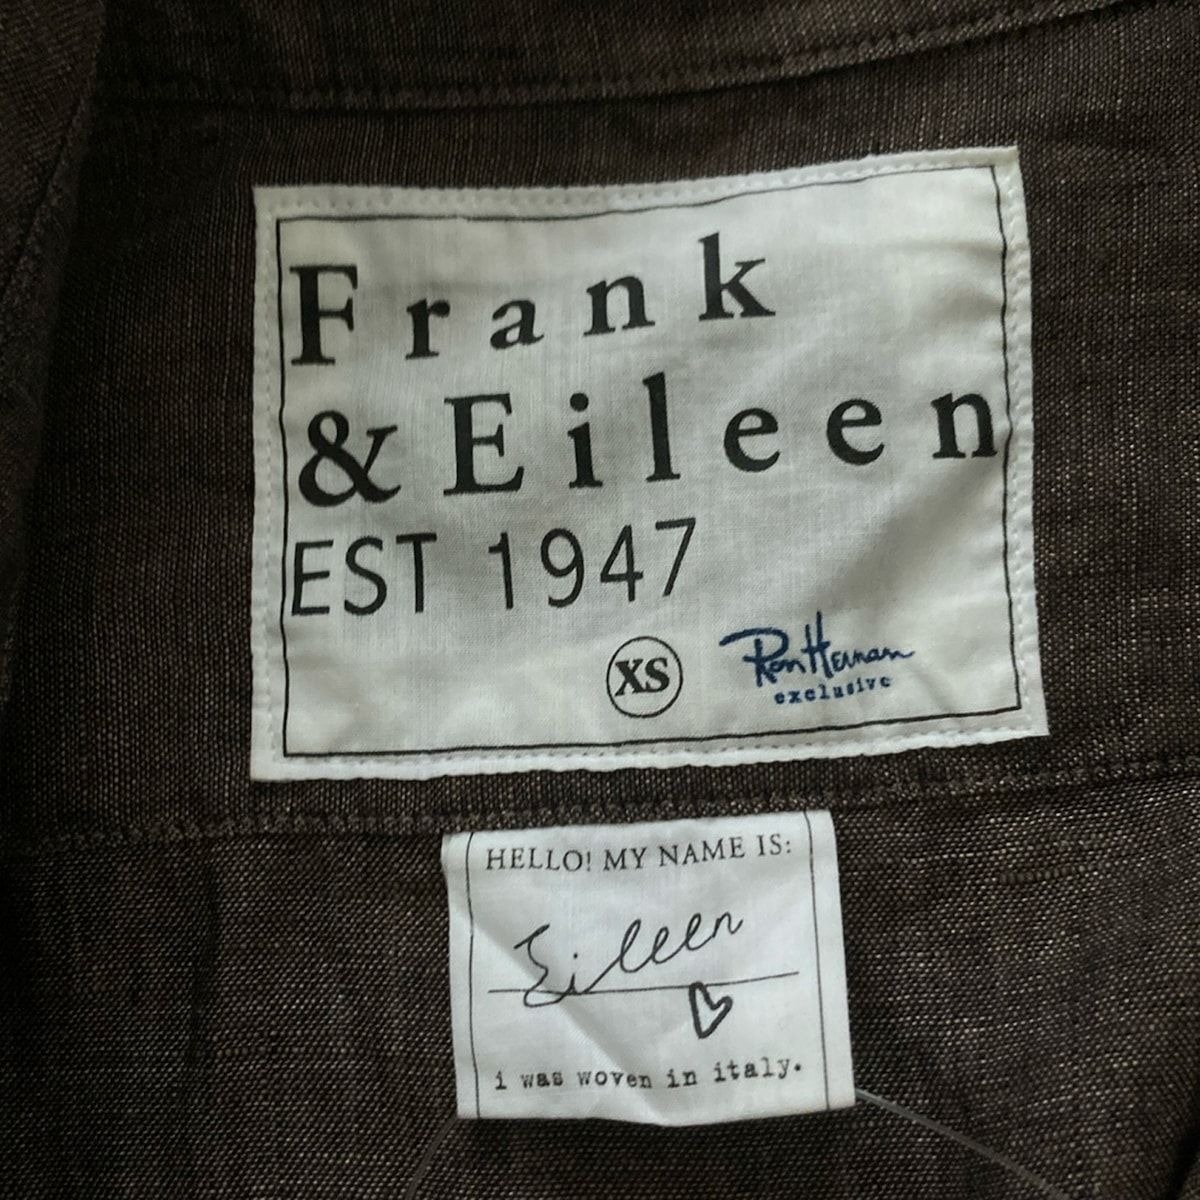 Frank
& Eileen
EST 1947
XS Ron Herman
exclusive
HELLO! MY NAME IS:
Eileen
i was woven in italy.